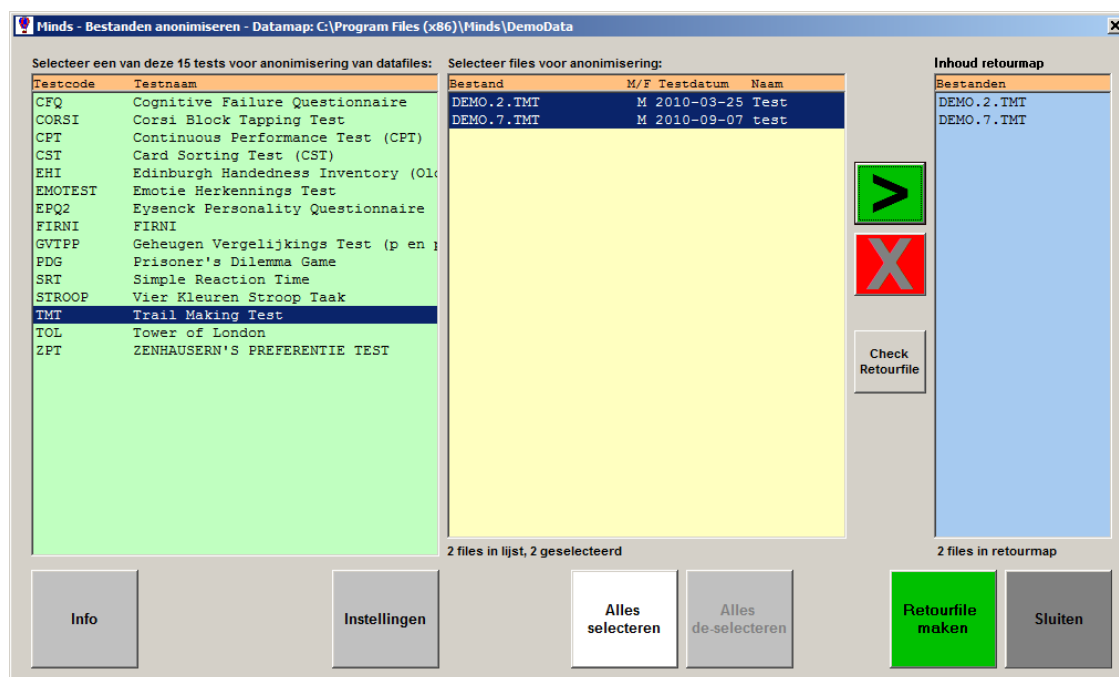 Minds - Bestanden anonimiseren - Datamap: C:\Program Files (x86)\Minds\DemoData
Selecteer een van deze 15 tests voor anonimisering van datafiles:
Testcode Testnaam
CFQ Cognitive Failure Questionnaire
CORSI Corsi Block Tapping Test
CPT Continuous Performance Test (CPT)
CST Card Sorting Test (CST)
EHI Edinburgh Handedness Inventory (Old
EMOTEST Emotie Herkennings Test
EPQ2 Eysenck Personality Questionnaire
FIRNI FIRNI
GVTPP Geheugen Vergelijkings Test (p en p
PDG Prisoner's Dilemma Game
SRT Simple Reaction Time
STROOP Vier Kleuren Stroop Taak
TMT Trail Making Test
TOL Tower of London
ZPT ZENHAUSERN'S PREFERENTIE TEST
Selecteer files voor anonimisering:
Bestand M/F Testdatum Naam
DEMO.2.TMT M 2010-03-25 Test
DEMO.7.TMT M 2010-09-07 test
2 files in lijst, 2 geselecteerd
>
X
Check
Retourfile
Inhoud retourmap
Bestanden
DEMO.2.TMT
DEMO.7.TMT
2 files in retourmap
Info
Instellingen
Alles
selecteren
Alles
de-selecteren
Retourfile
maken
Sluiten